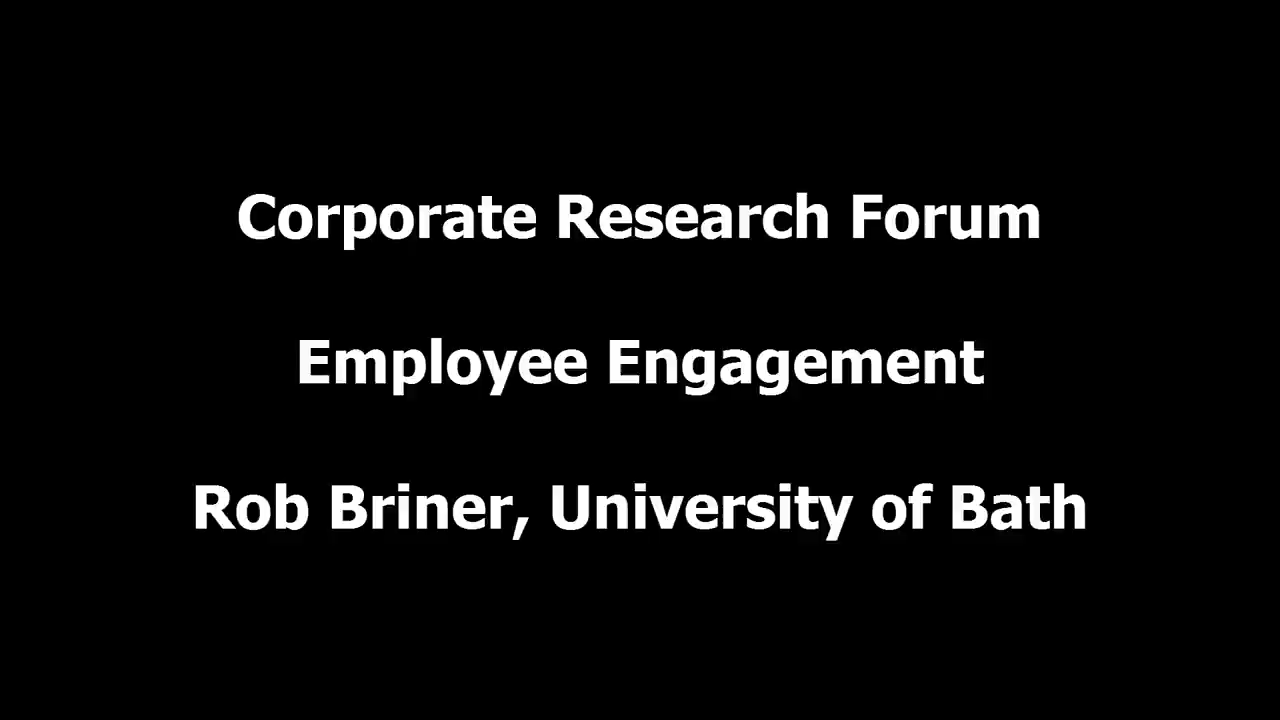 Corporate Research Forum
Employee Engagement
Rob Briner, University of Bath